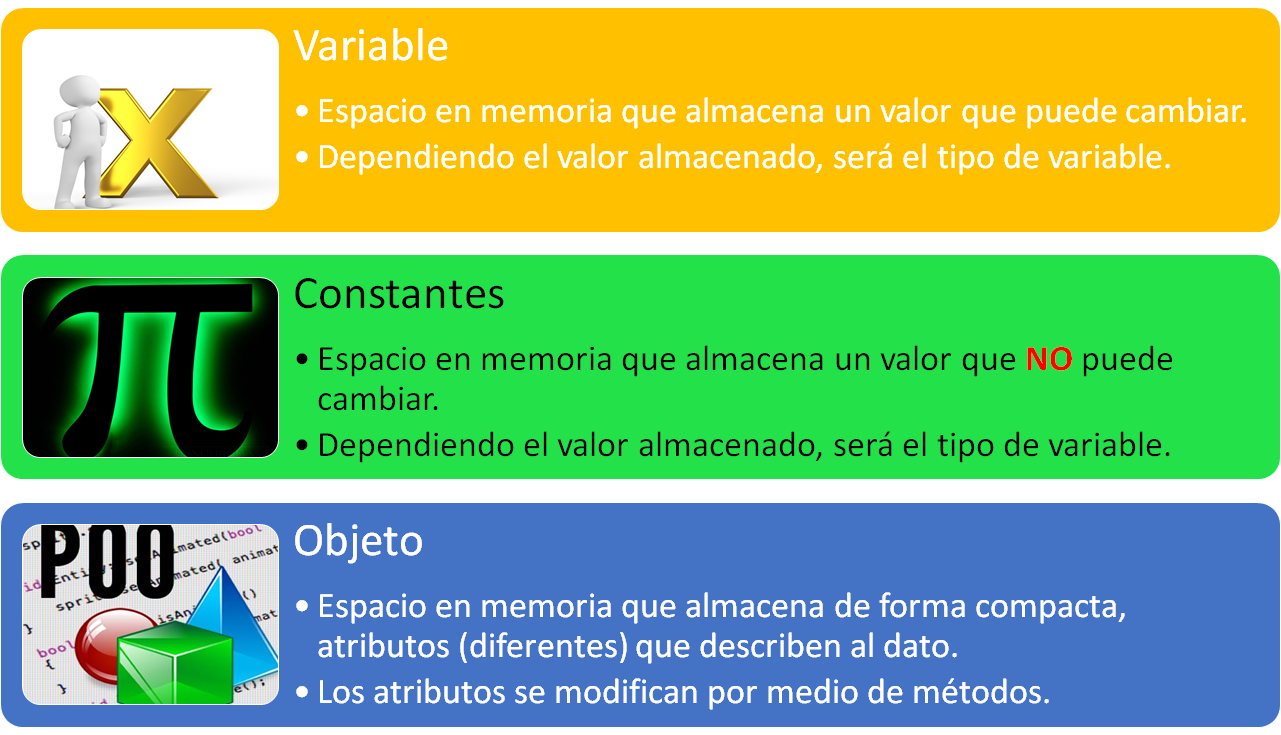 Variable
• Espacio en memoria que almacena un valor que puede cambiar.
• Dependiendo el valor almacenado, será el tipo de variable.
Constantes
• Espacio en memoria que almacena un valor que NO puede
cambiar.
• Dependiendo el valor almacenado, será el tipo de variable.
π
POO
Objeto
• Espacio en memoria que almacena de forma compacta,
atributos (diferentes) que describen al dato.
• Los atributos se modifican por medio de métodos.